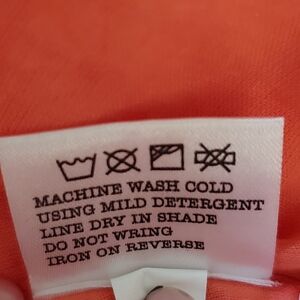 MACHINE WASH COLD
USING MILD DETERGENT
LINE DRY IN SHADE
DO NOT WRING
IRON ON REVERSE